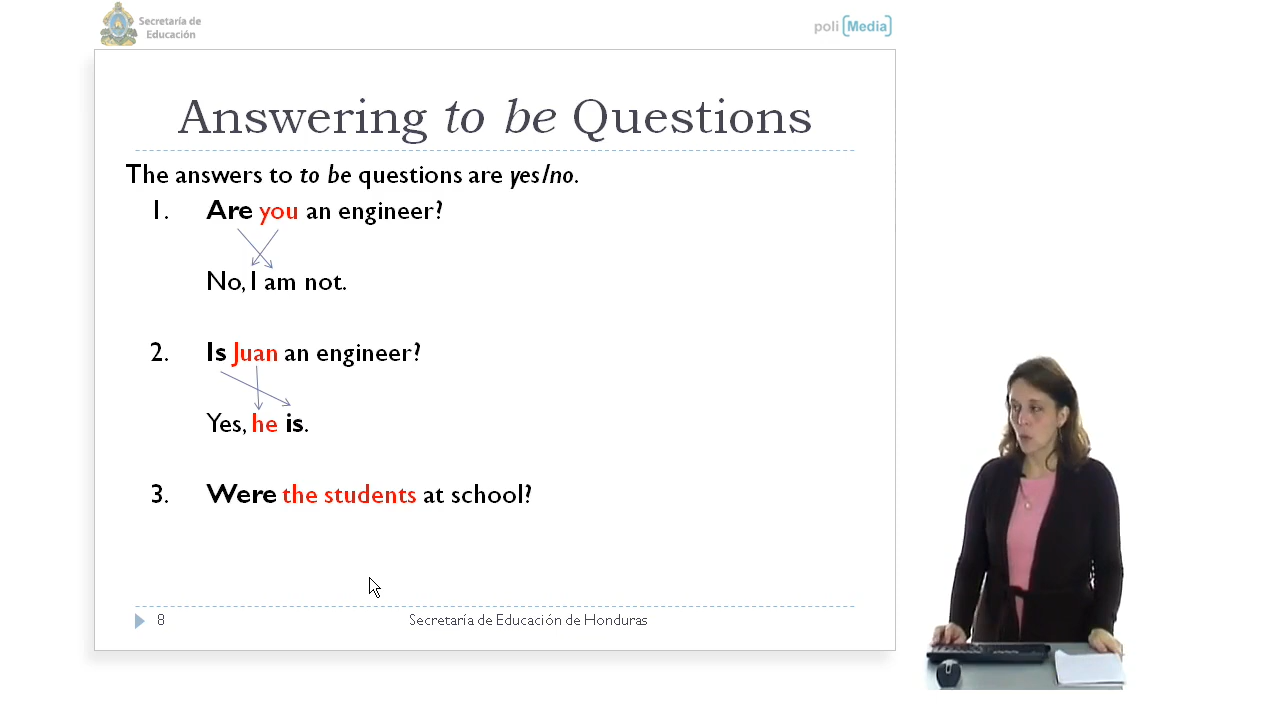 Secretaría de
Educación
poli [Media]
Answering to be Questions
The answers to to be questions are yes/no.
1. Are you an engineer?
No, I am not.
2. Is Juan an engineer?
Yes, he is.
3. Were the students at school?
8 Secretaría de Educación de Honduras